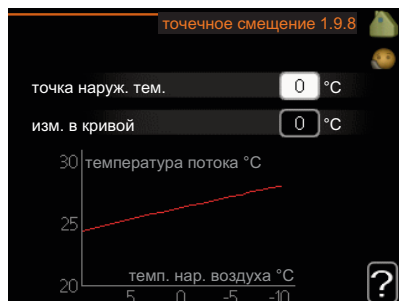 точечное смещение 1.9.8
точка наруж. тем. 0 °C
изм. в кривой 0 °C
30 температура потока °C
25
темп. нар. воздуха °C
20
5 0 -5 -10
?